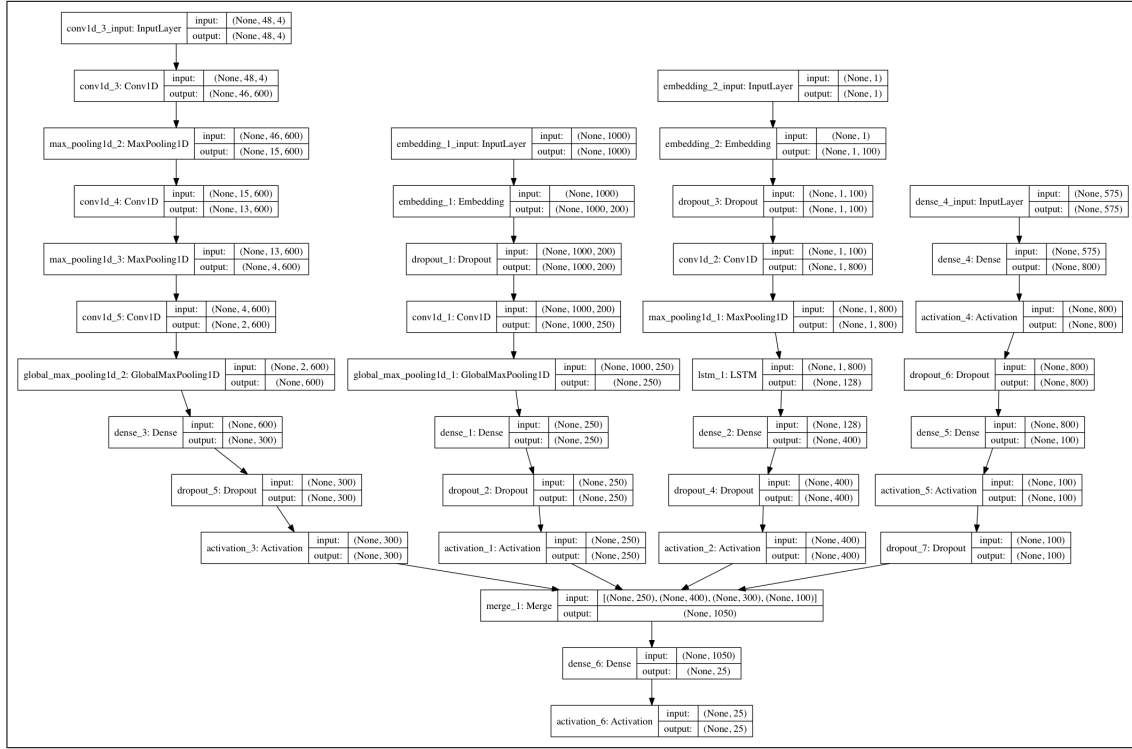 conv1d_3_input: InputLayer input: (None, 48, 4)
output: (None, 48, 4)
conv1d_3: Conv1D input: (None, 48, 4)
output: (None, 46, 600)
embedding_2_input: InputLayer input: (None, 1)
output: (None, 1)
max_pooling1d_2: MaxPooling1D input: (None, 46, 600)
output: (None, 15, 600)
embedding_1_input: InputLayer input: (None, 1000)
output: (None, 1000)
embedding_2: Embedding input: (None, 1)
output: (None, 1, 100)
conv1d_4: Conv1D input: (None, 15, 600)
output: (None, 13, 600)
embedding_1: Embedding input: (None, 1000)
output: (None, 1000, 200)
dropout_3: Dropout input: (None, 1, 100)
output: (None, 1, 100)
dense_4_input: InputLayer input: (None, 575)
output: (None, 575)
max_pooling1d_3: MaxPooling1D input: (None, 13, 600)
output: (None, 4, 600)
dropout_1: Dropout input: (None, 1000, 200)
output: (None, 1000, 200)
conv1d_2: Conv1D input: (None, 1, 100)
output: (None, 1, 800)
dense_4: Dense input: (None, 575)
output: (None, 800)
conv1d_5: Conv1D input: (None, 4, 600)
output: (None, 2, 600)
conv1d_1: Conv1D input: (None, 1000, 200)
output: (None, 1000, 250)
max_pooling1d_1: MaxPooling1D input: (None, 1, 800)
output: (None, 1, 800)
activation_4: Activation input: (None, 800)
output: (None, 800)
global_max_pooling1d_2: GlobalMaxPooling1D input: (None, 2, 600)
output: (None, 600)
global_max_pooling1d_1: GlobalMaxPooling1D input: (None, 1000, 250)
output: (None, 250)
lstm_1: LSTM input: (None, 1, 800)
output: (None, 128)
dropout_6: Dropout input: (None, 800)
output: (None, 800)
dense_3: Dense input: (None, 600)
output: (None, 300)
dense_1: Dense input: (None, 250)
output: (None, 250)
dense_2: Dense input: (None, 128)
output: (None, 400)
dense_5: Dense input: (None, 800)
output: (None, 100)
dropout_5: Dropout input: (None, 300)
output: (None, 300)
dropout_2: Dropout input: (None, 250)
output: (None, 250)
dropout_4: Dropout input: (None, 400)
output: (None, 400)
activation_5: Activation input: (None, 100)
output: (None, 100)
activation_3: Activation input: (None, 300)
output: (None, 300)
activation_1: Activation input: (None, 250)
output: (None, 250)
activation_2: Activation input: (None, 400)
output: (None, 400)
dropout_7: Dropout input: (None, 100)
output: (None, 100)
merge_1: Merge input: [(None, 250), (None, 400), (None, 300), (None, 100)]
output: (None, 1050)
dense_6: Dense input: (None, 1050)
output: (None, 25)
activation_6: Activation input: (None, 25)
output: (None, 25)